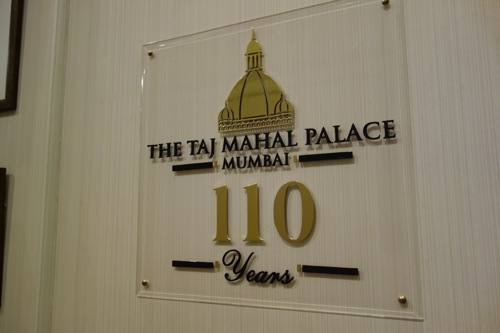 THE TAJ MAHAL PALACE
MUMBAI
110
Years